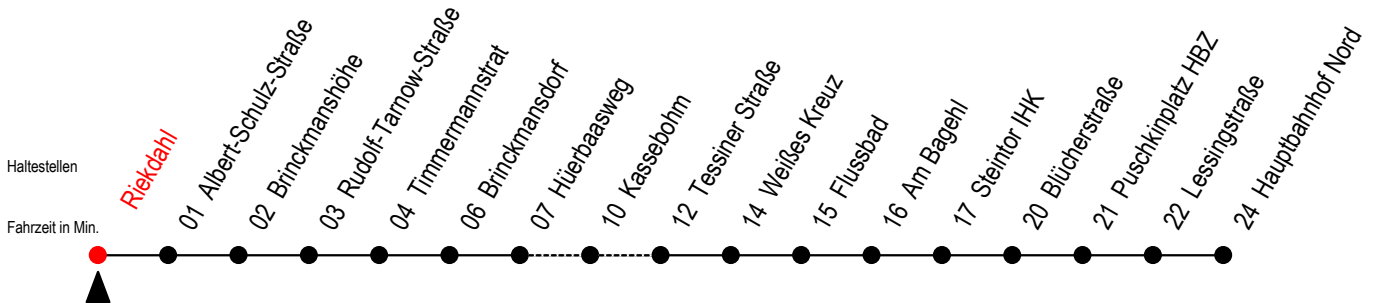 Haltestellen
Fahrzeit in Min.
Riekdahl
01 Albert-Schulz-Straße
02 Brinckmanshöhe
03 Rudolf-Tarnow-Straße
04 Timmermannstrat
06 Brinckmansdorf
07 Hüerbaasweg
10 Kassebohm
12 Tessiner Straße
14 Weißes Kreuz
15 Flussbad
16 Am Bagehl
17 Steintor IHK
20 Blücherstraße
21 Puschkinplatz HBZ
22 Lessingstraße
24 Hauptbahnhof Nord